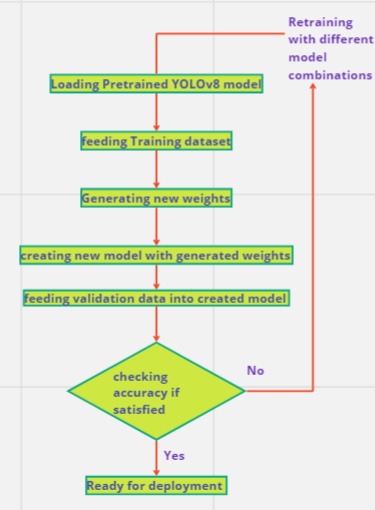 Retraining
with different
model
combinations
Loading Pretrained YOLOv8 model
feeding Training dataset
Generating new weights
creating new model with generated weights
feeding validation data into created model
checking
accuracy if
satisfied
No
Yes
Ready for deployment